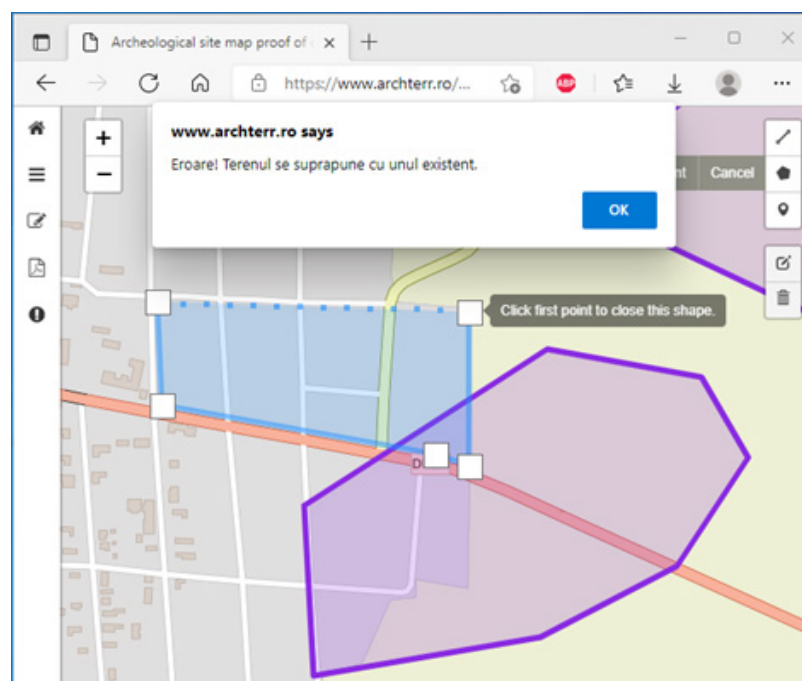 Archeological site map proof of
https://www.archterr.ro/...
ABP
www.archterr.ro says
Eroare! Terenul se suprapune cu unul existent.
OK
Cancel
Click first point to close this shape.